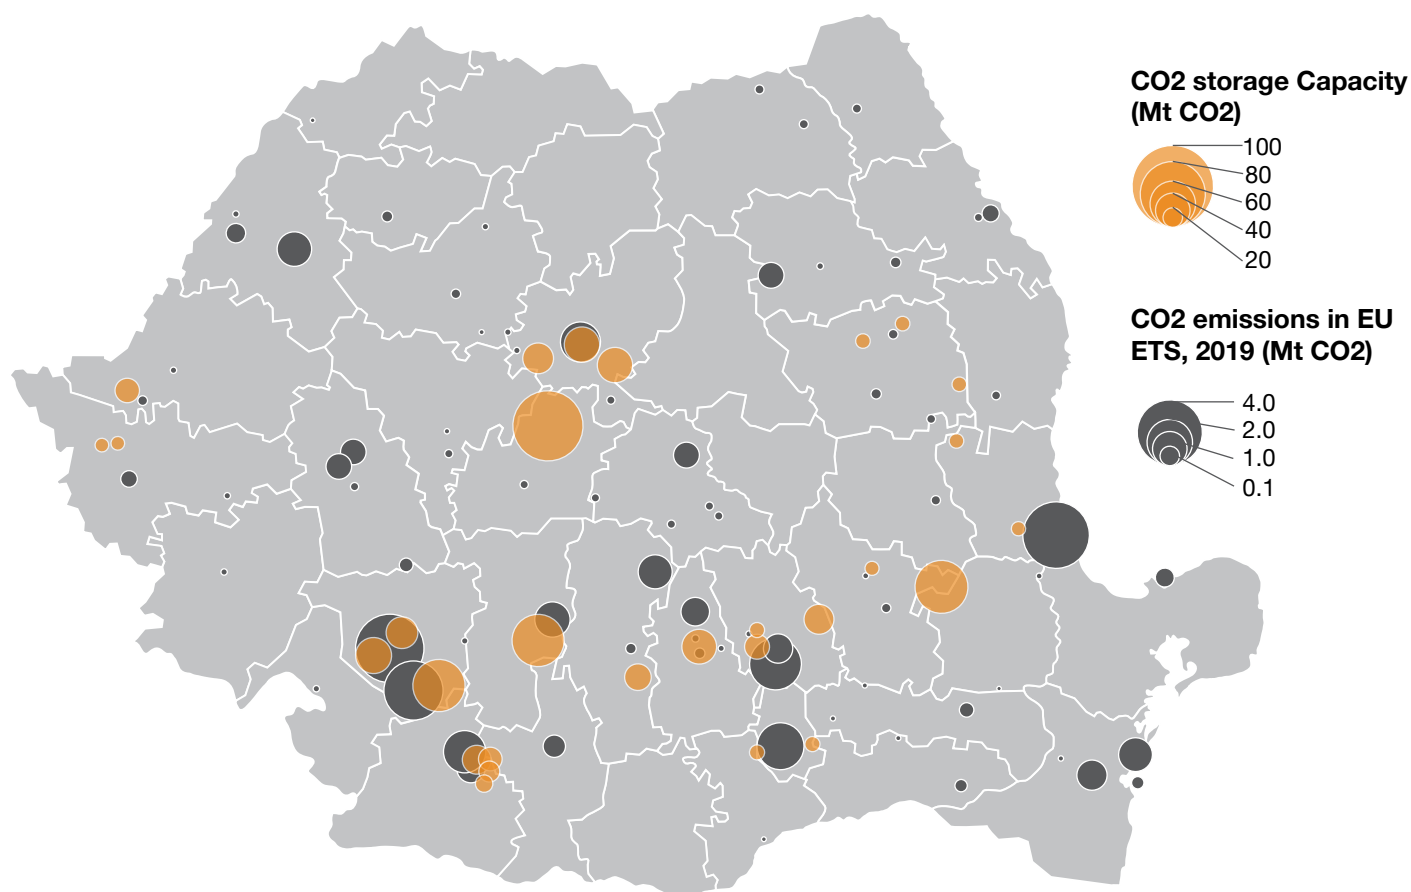 CO2 storage Capacity
(Mt CO2)
100
80
60
40
20
CO2 emissions in EU
ETS, 2019 (Mt CO2)
4.0
2.0
1.0
0.1